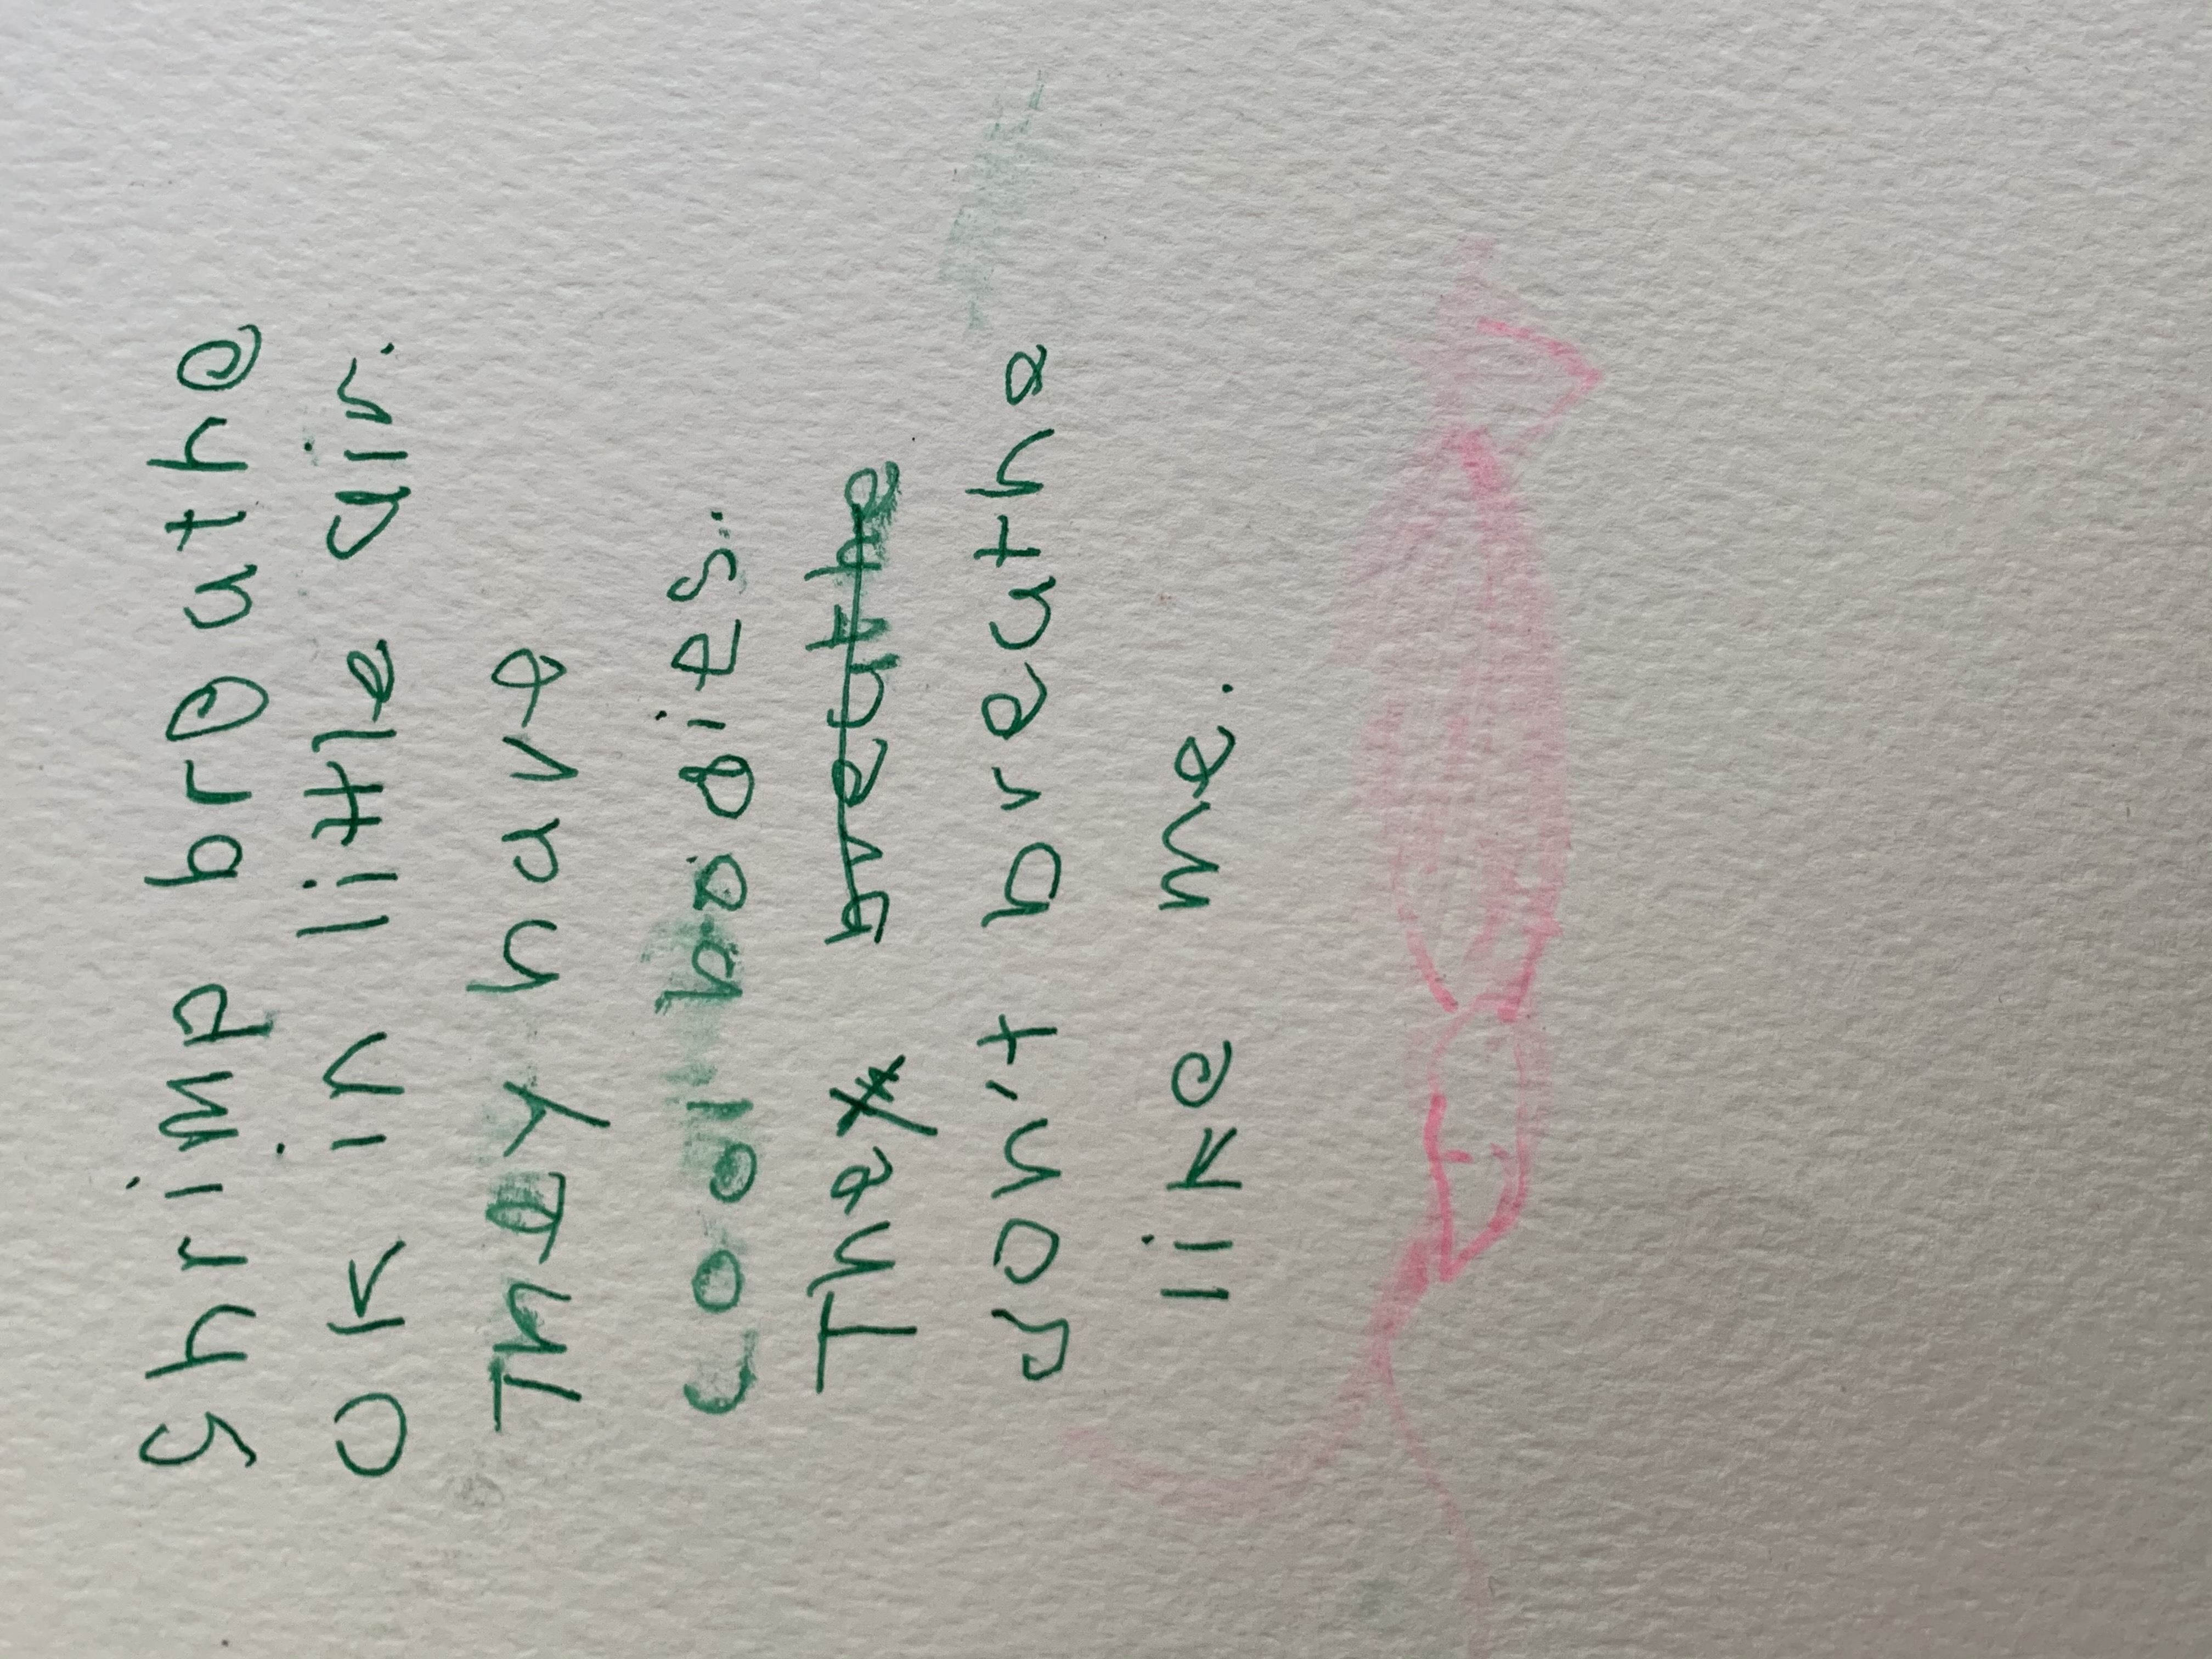 Shrimp breathe
OK in little air.
They have
cool bodies.
They breathe
don't breathe
like me.